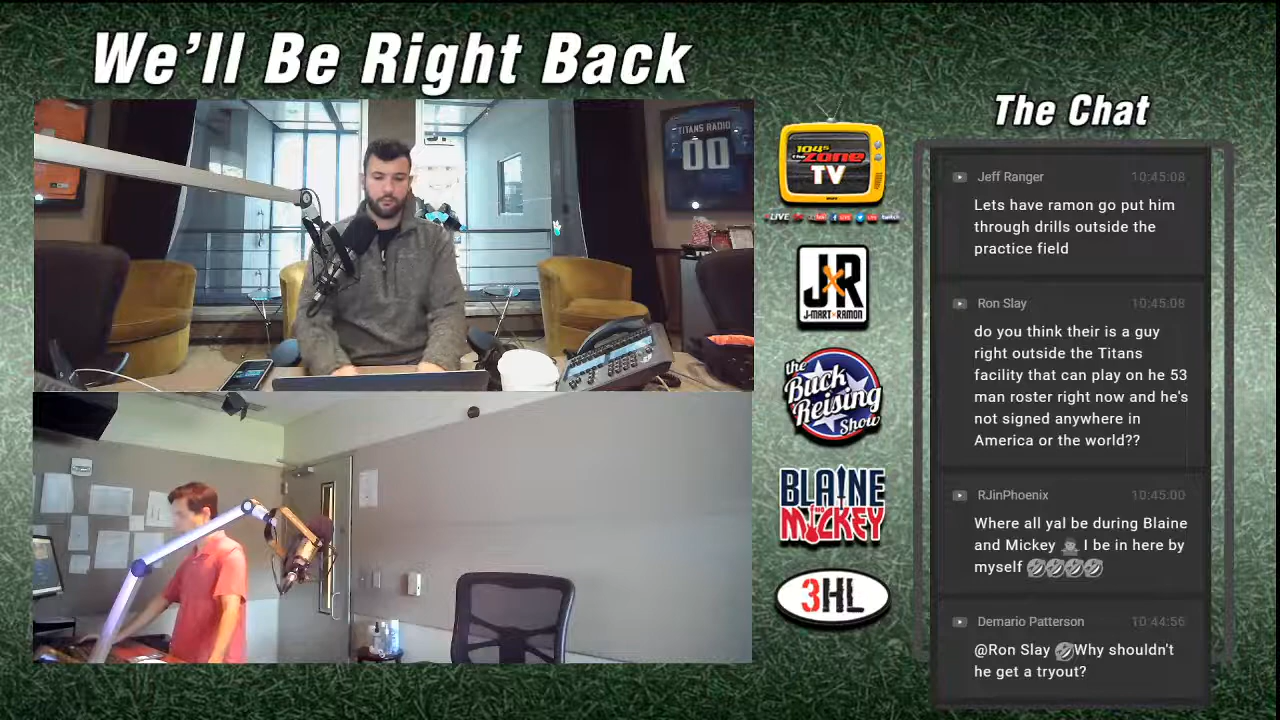 We'll Be Right Back
TITANS RADIO
00
104-5
the ZONE
TV
LIVE
JxR
J-MART × RAMON
the
Buck
Reising
Show
BLAINE
AND
MICKEY
3HL
The Chat
Jeff Ranger 10:45:08
Lets have ramon go put him
through drills outside the
practice field
Ron Slay 10:45:08
do you think their is a guy
right outside the Titans
facility that can play on he 53
man roster right now and he's
not signed anywhere in
America or the world??
RJinPhoenix 10:45:00
Where all yal be during Blaine
and Mickey 🤷🏿‍♂️ I be in here by
myself 🤣🤣🤣🤣
Demario Patterson 10:44:56
@Ron Slay 🤣Why shouldn't
he get a tryout?